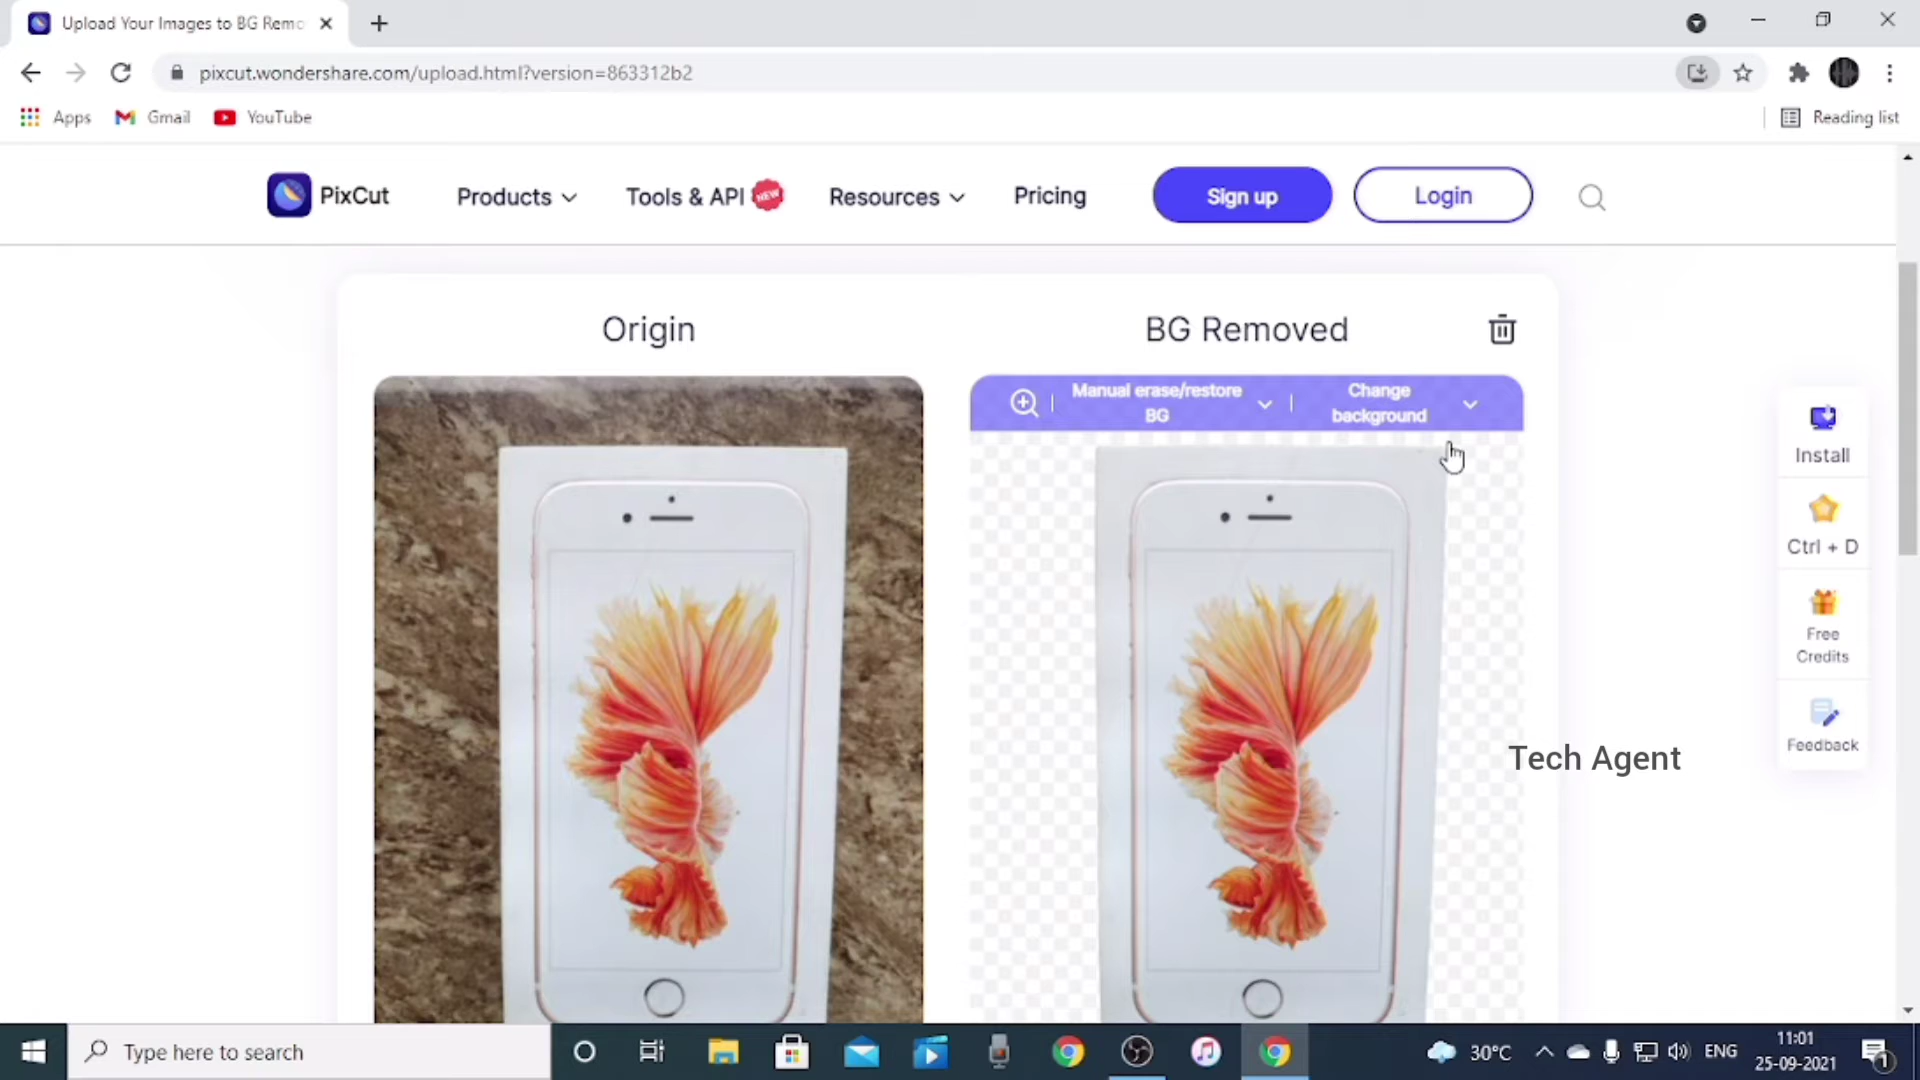 Upload Your Images to BG Remo
pixcut.wondershare.com/upload.html?version=863312b2
Apps
Gmail
YouTube
Reading list
PixCut
Products
Tools & API
NEW
Resources
Pricing
Sign up
Login
Origin
BG Removed
Manual erase/restore
BG
Change
background
Install
Ctrl + D
Free
Credits
Feedback
Tech Agent
Type here to search
30°C
ENG
11:01
25-09-2021
1